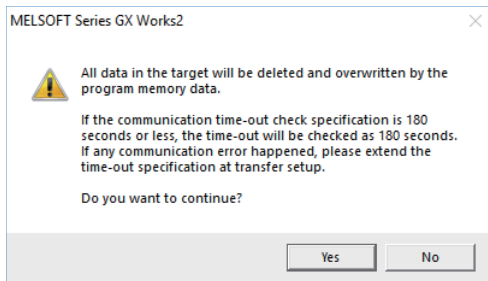 MELSOFT Series GX Works2
All data in the target will be deleted and overwritten by the
program memory data.
If the communication time-out check specification is 180
seconds or less, the time-out will be checked as 180 seconds.
If any communication error happened, please extend the
time-out specification at transfer setup.
Do you want to continue?
Yes
No